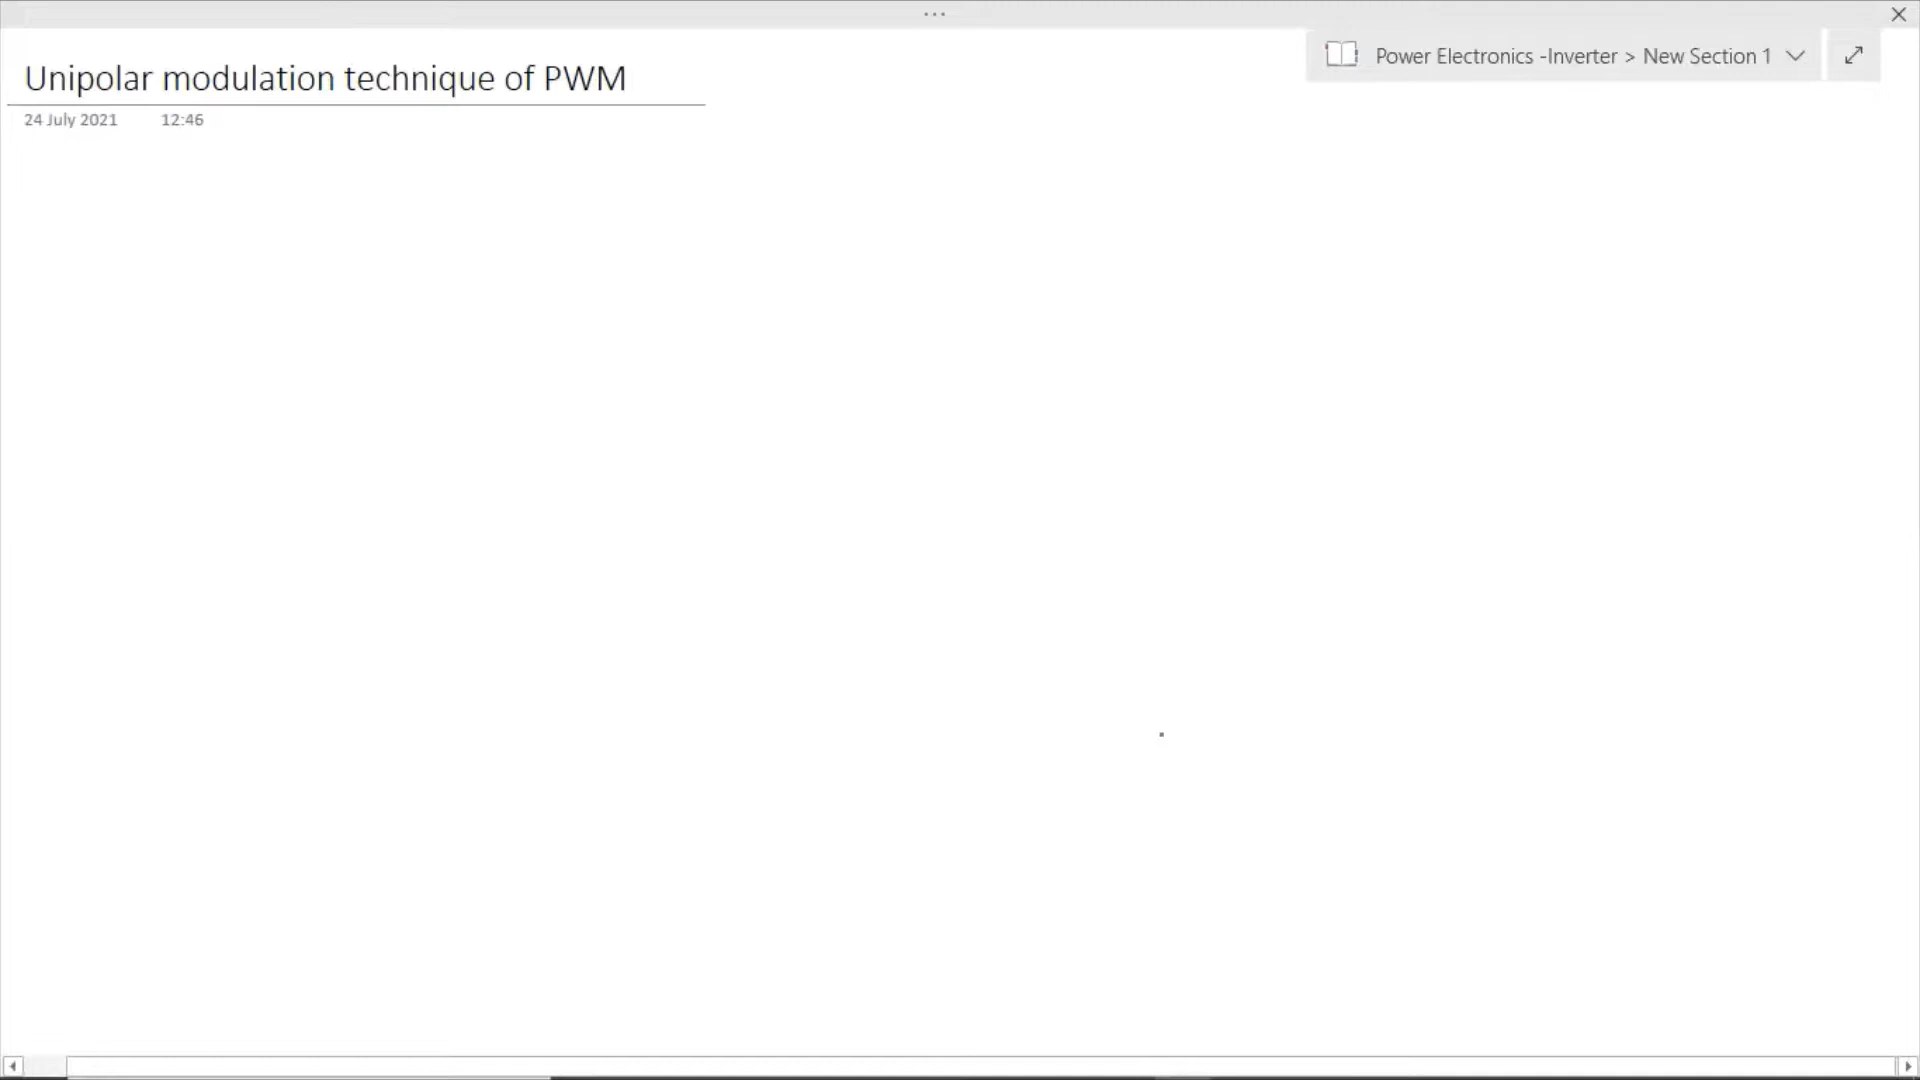 Power Electronics -Inverter > New Section 1
Unipolar modulation technique of PWM
24 July 2021 12:46